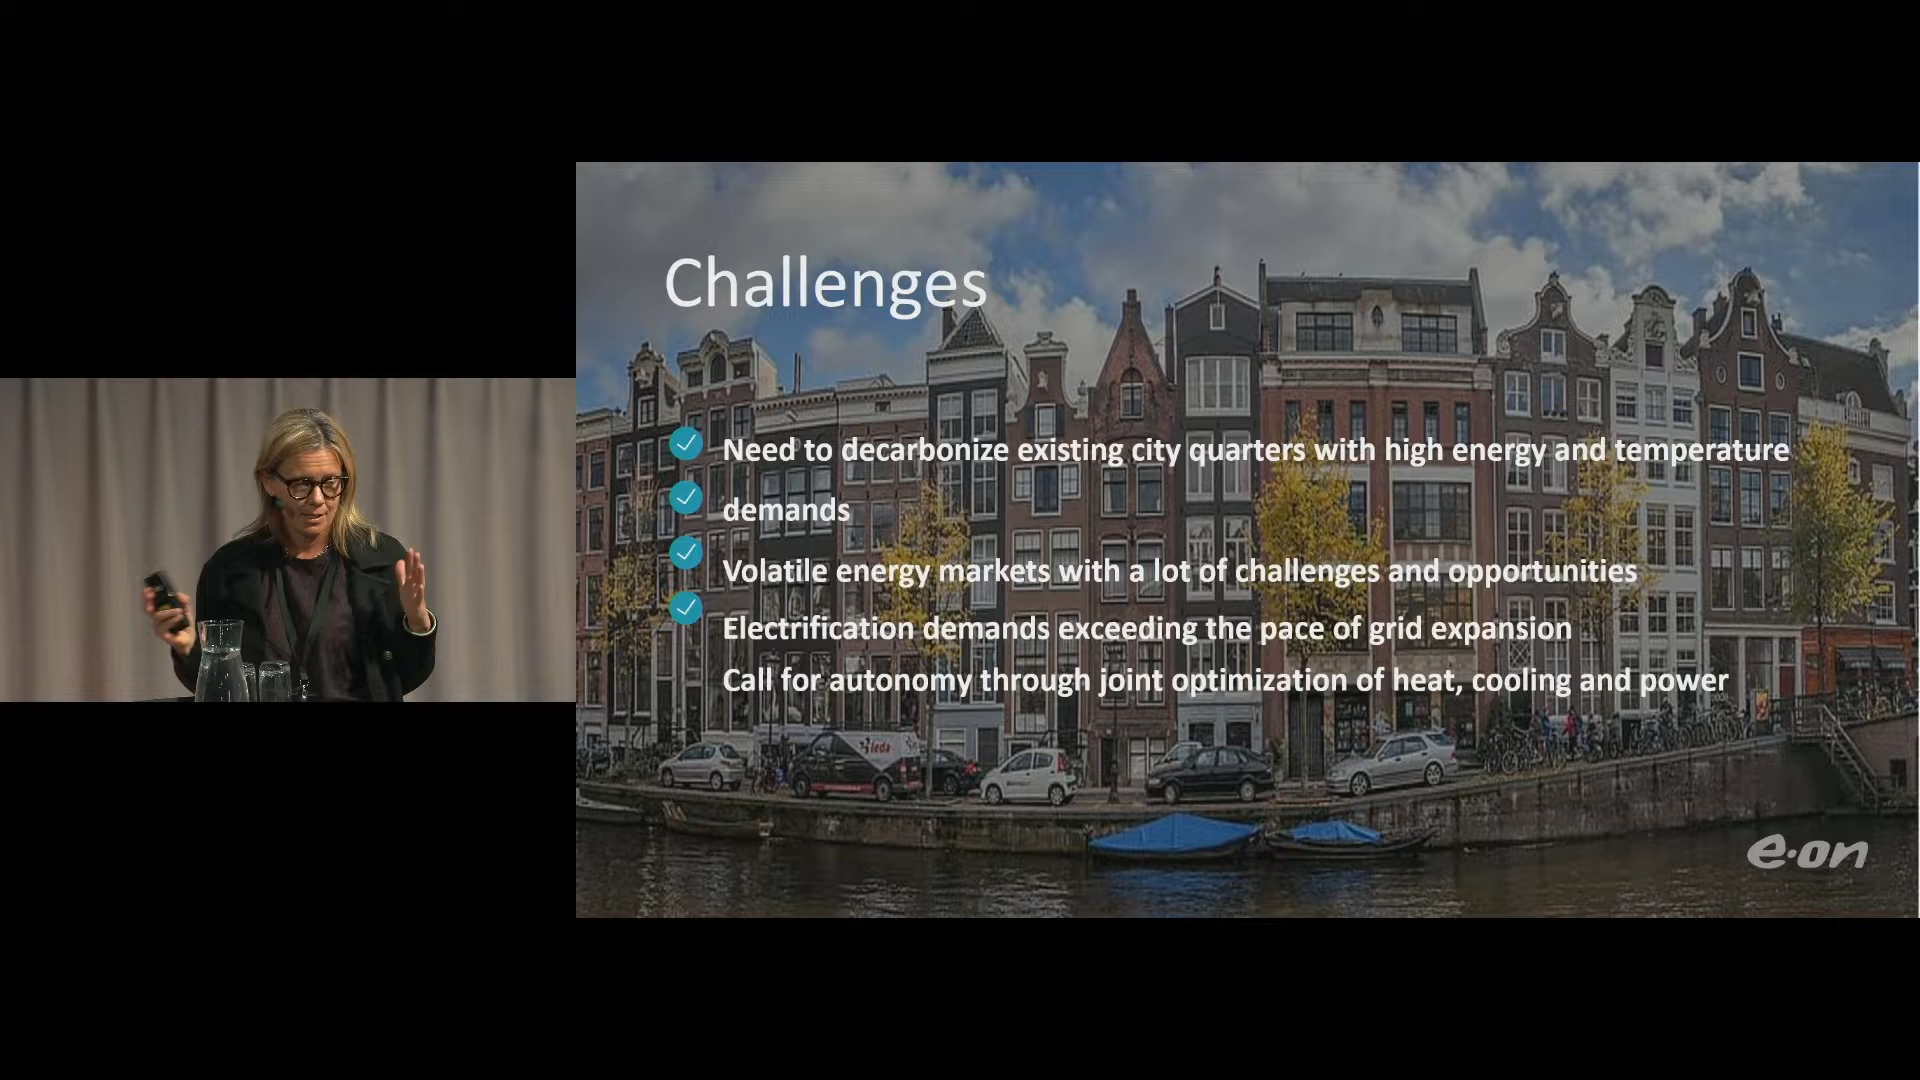 Challenges
Need to decarbonize existing city quarters with high energy and temperature
demands
Volatile energy markets with a lot of challenges and opportunities
Electrification demands exceeding the pace of grid expansion
Call for autonomy through joint optimization of heat, cooling and power
ieda
e·on